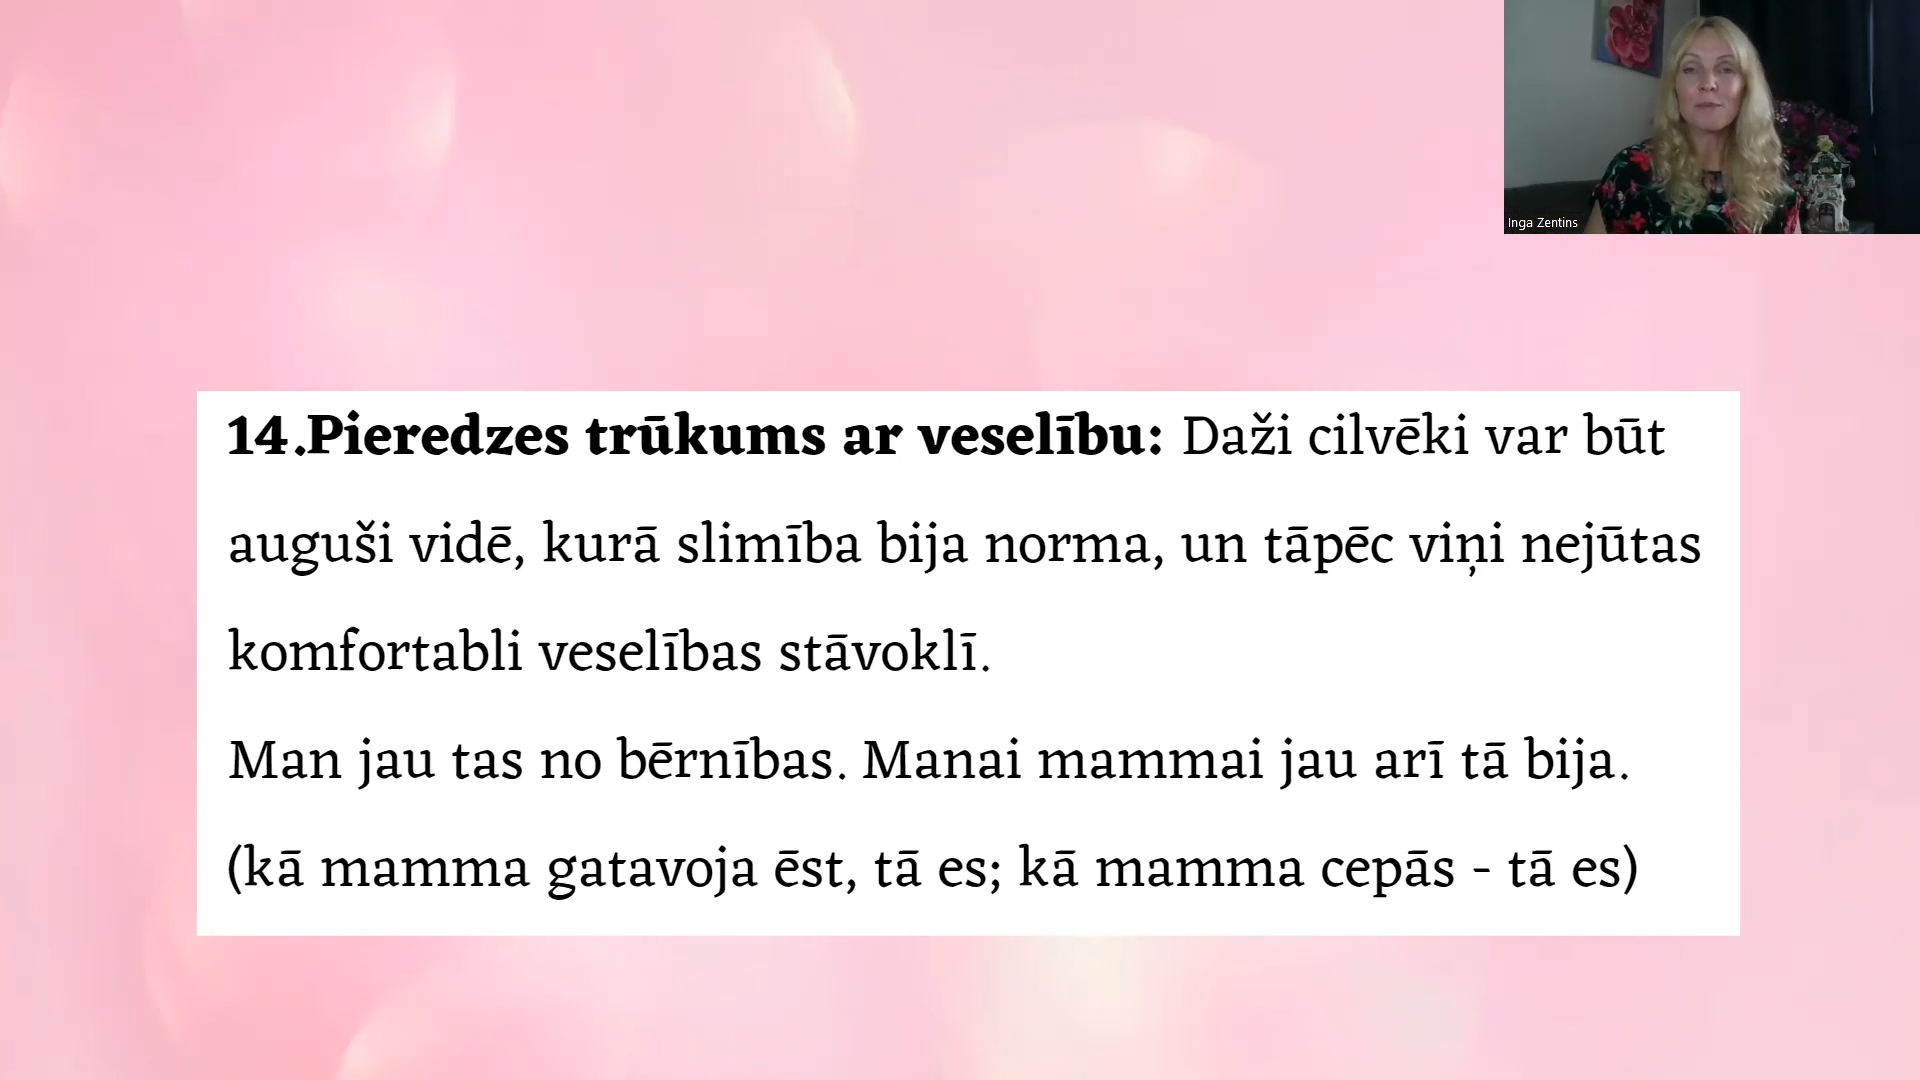 Inga Zentins
14.Pieredzes trūkums ar veselību: Daži cilvēki var būt
auguši vidē, kurā slimība bija norma, un tāpēc viņi nejūtas
komfortabli veselības stāvoklī.
Man jau tas no bērnības. Manai mammai jau arī tā bija.
(kā mamma gatavoja ēst, tā es; kā mamma cepās - tā es)